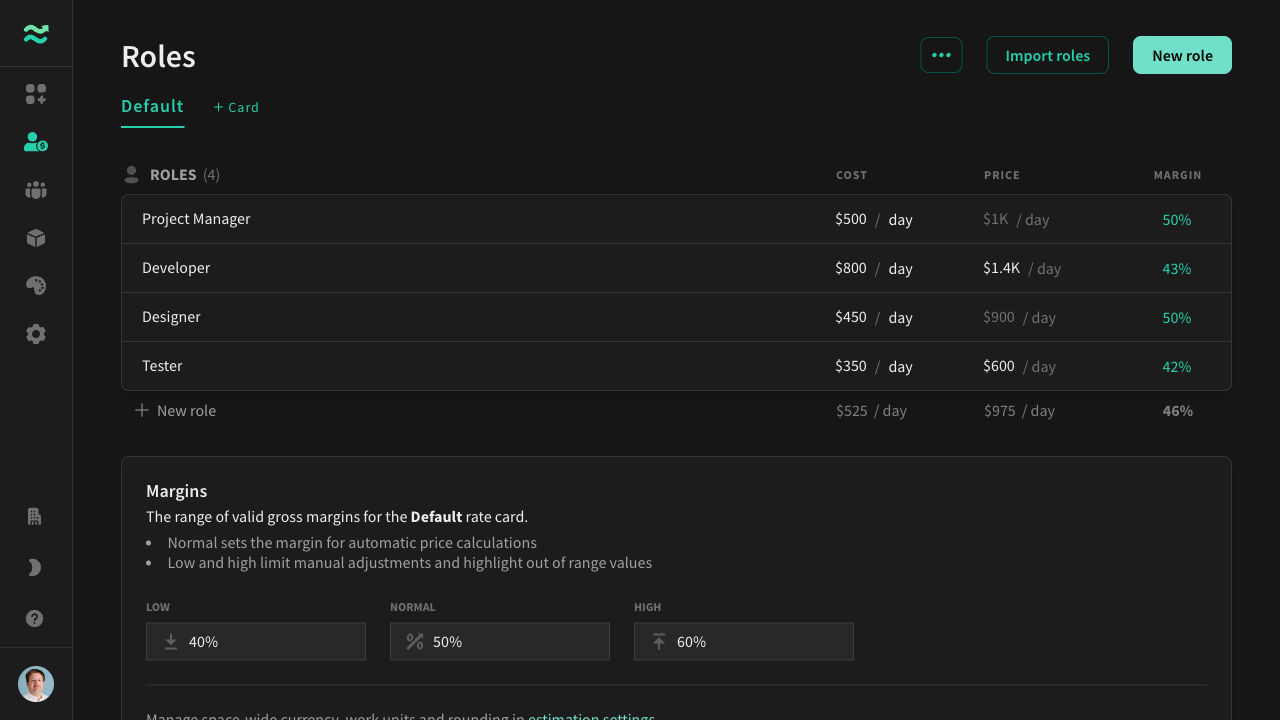 Roles
••• Import roles New role
Default + Card
ROLES (4) COST PRICE MARGIN
Project Manager $500 / day $1K / day 50%
Developer $800 / day $1.4K / day 43%
Designer $450 / day $900 / day 50%
Tester $350 / day $600 / day 42%
+ New role $525 / day $975 / day 46%
Margins
The range of valid gross margins for the Default rate card.
• Normal sets the margin for automatic price calculations
• Low and high limit manual adjustments and highlight out of range values
LOW NORMAL HIGH
40% 50% 60%
Manage space-wide currency, work units and rounding in estimation settings